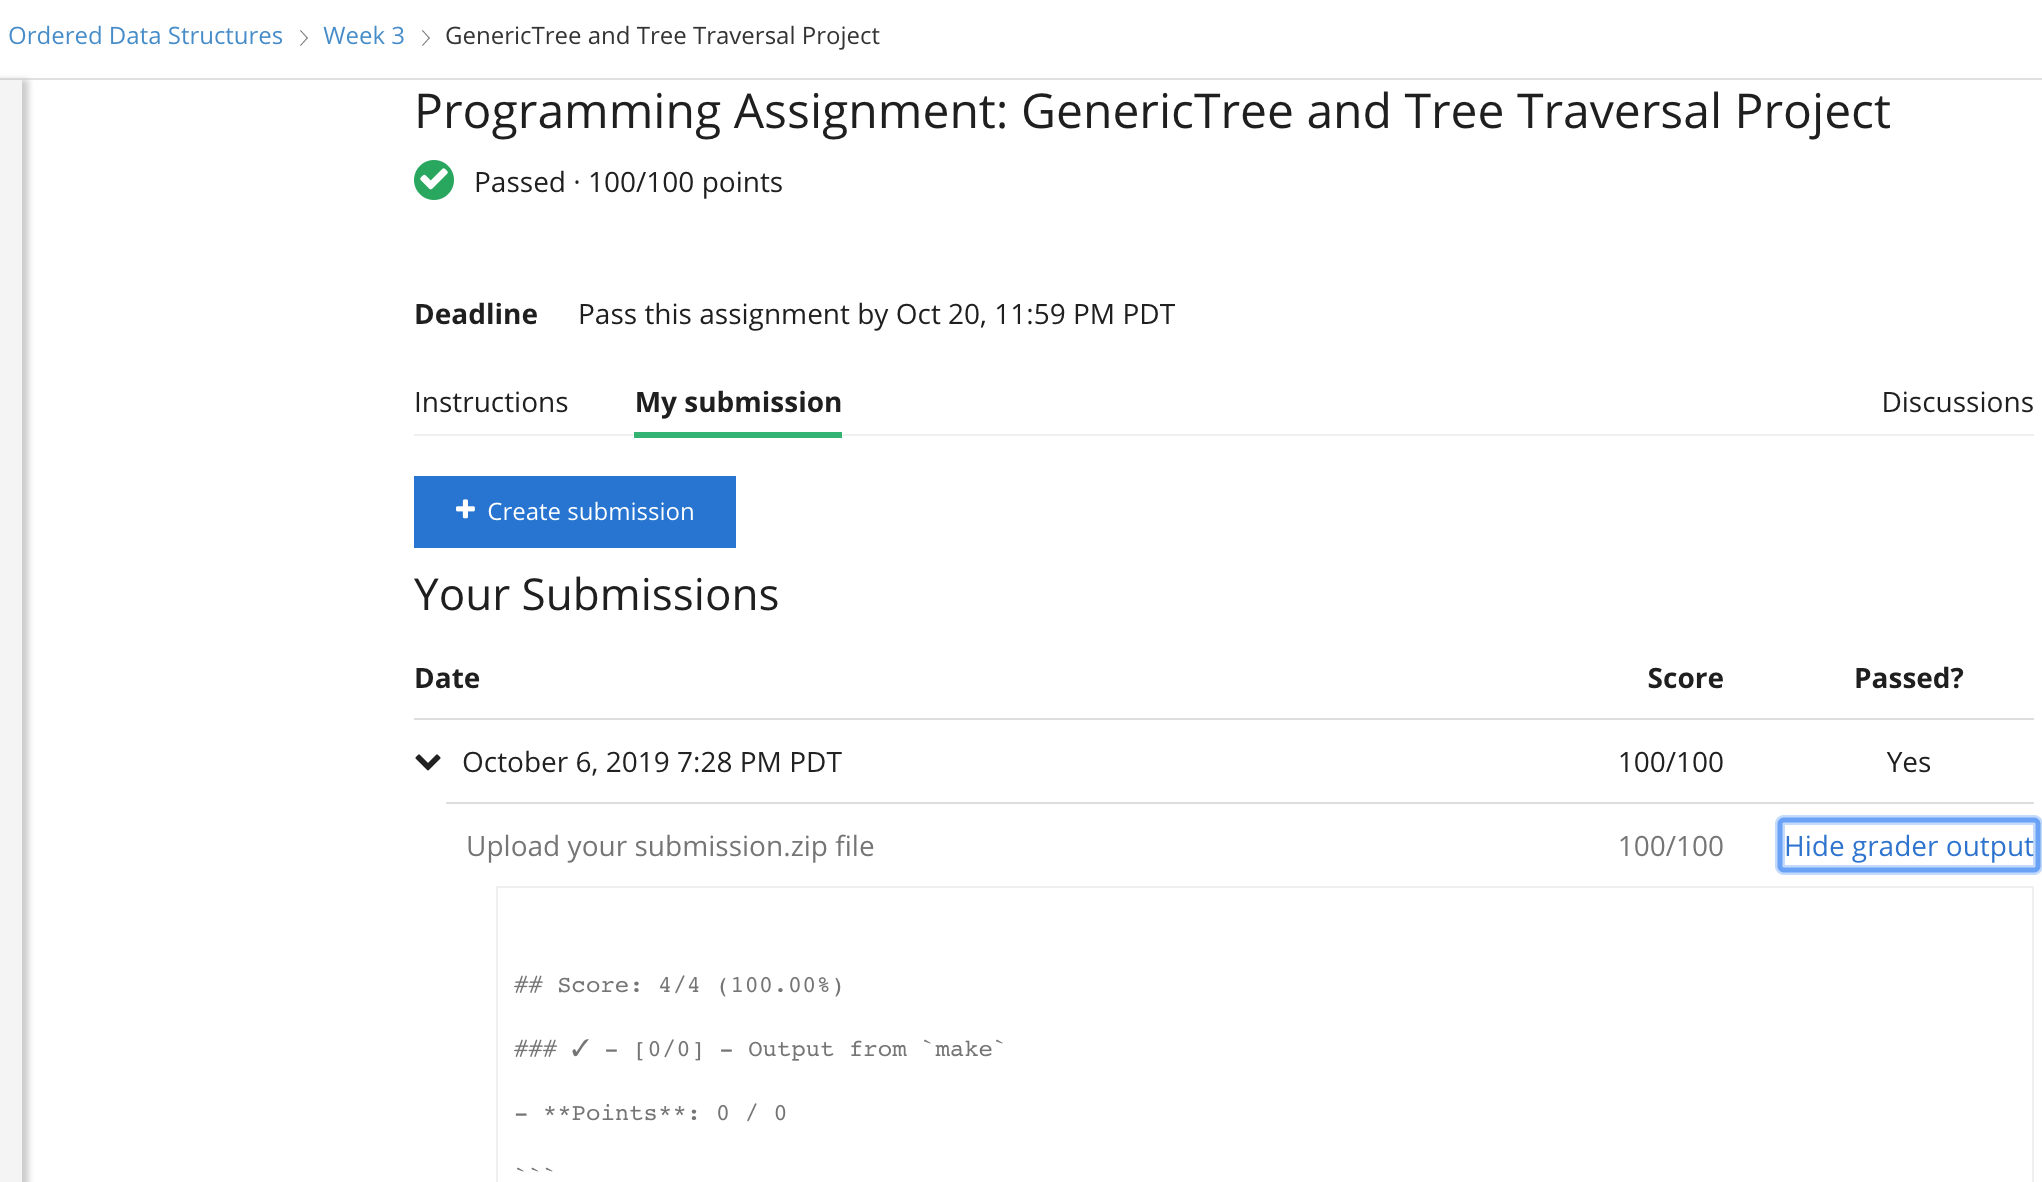 Ordered Data Structures > Week 3 > GenericTree and Tree Traversal Project
Programming Assignment: GenericTree and Tree Traversal Project
Passed · 100/100 points
Deadline Pass this assignment by Oct 20, 11:59 PM PDT
Instructions My submission Discussions
+ Create submission
Your Submissions
Date Score Passed?
October 6, 2019 7:28 PM PDT 100/100 Yes
Upload your submission.zip file 100/100 Hide grader output
## Score: 4/4 (100.00%)
### ✓ - [0/0] - Output from `make`
- **Points**: 0 / 0
```